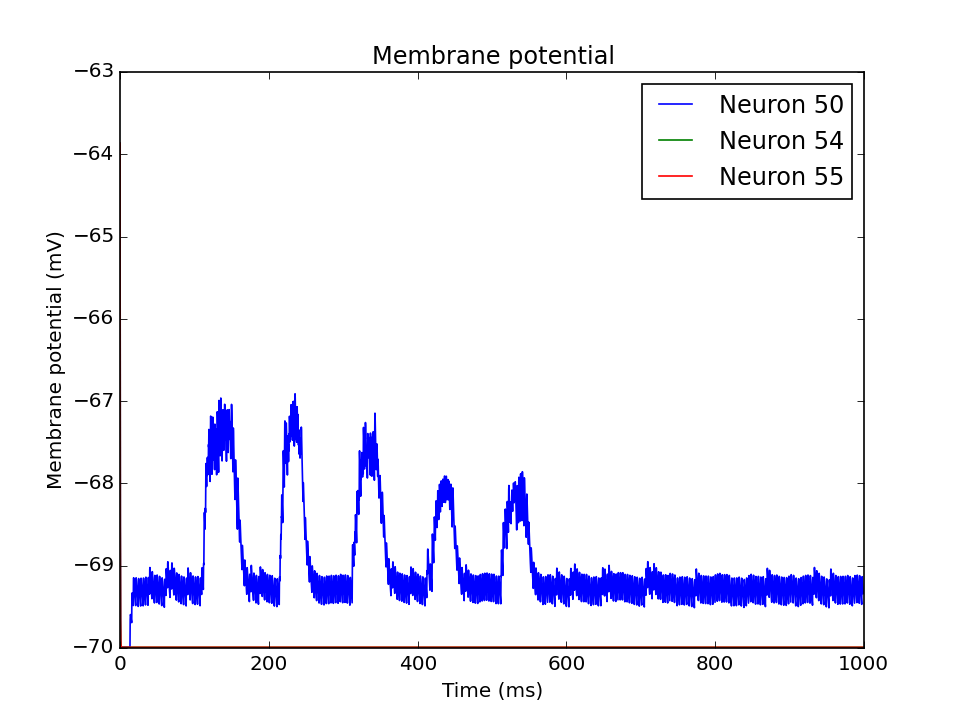 Membrane potential
−63
−64
−65
−66
−67
−68
−69
−70
Membrane potential (mV)
Neuron 50
Neuron 54
Neuron 55
0
200
400
600
800
1000
Time (ms)